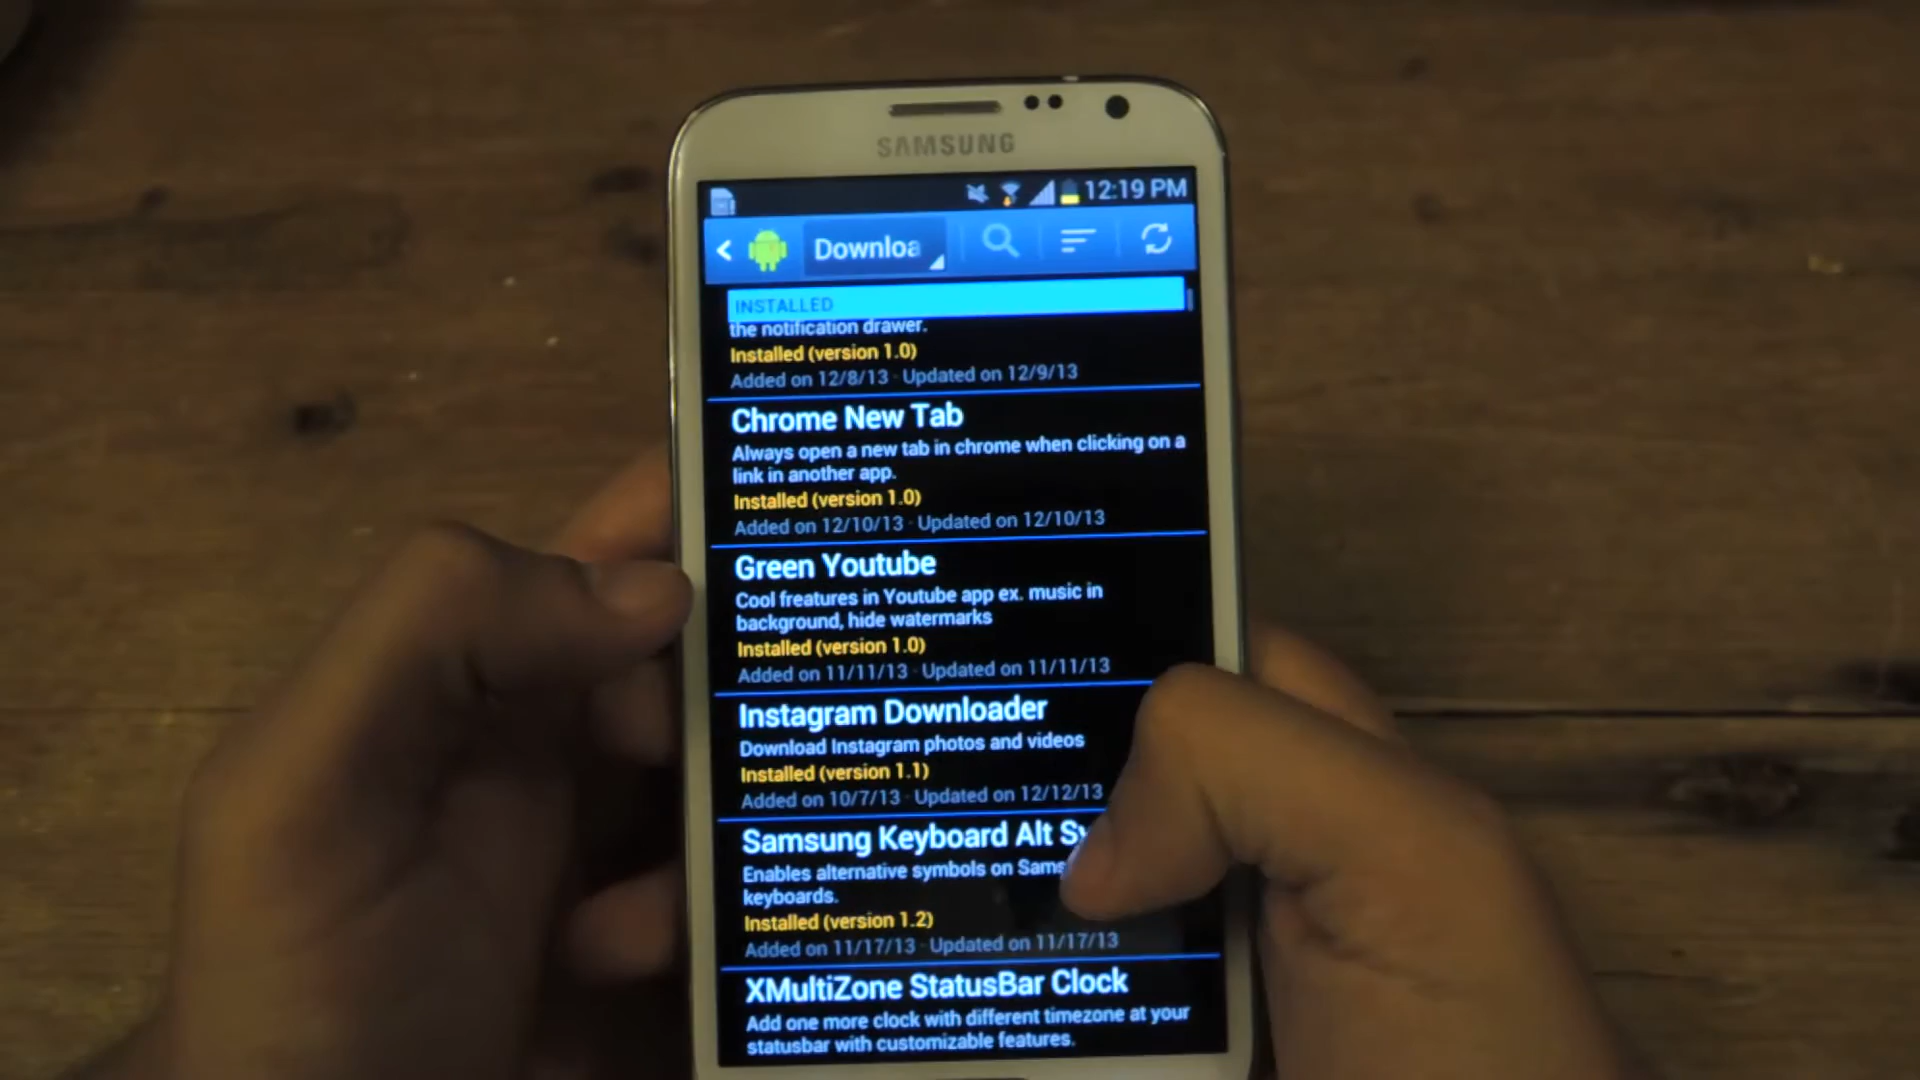 SAMSUNG
12:19 PM
Downloa
INSTALLED
the notification drawer.
Installed (version 1.0)
Added on 12/8/13 · Updated on 12/9/13
Chrome New Tab
Always open a new tab in chrome when clicking on a
link in another app.
Installed (version 1.0)
Added on 12/10/13 · Updated on 12/10/13
Green Youtube
Cool freatures in Youtube app ex. music in
background, hide watermarks
Installed (version 1.0)
Added on 11/11/13 · Updated on 11/11/13
Instagram Downloader
Download Instagram photos and videos
Installed (version 1.1)
Added on 10/7/13 · Updated on 12/12/13
Samsung Keyboard Alt
Enables alternative symbols on
keyboards.
Installed (version 1.2)
Added on 11/17/13 · Updated on 11/17/13
XMultiZone StatusBar Clock
Add one more clock with different timezone at your
statusbar with customizable features.